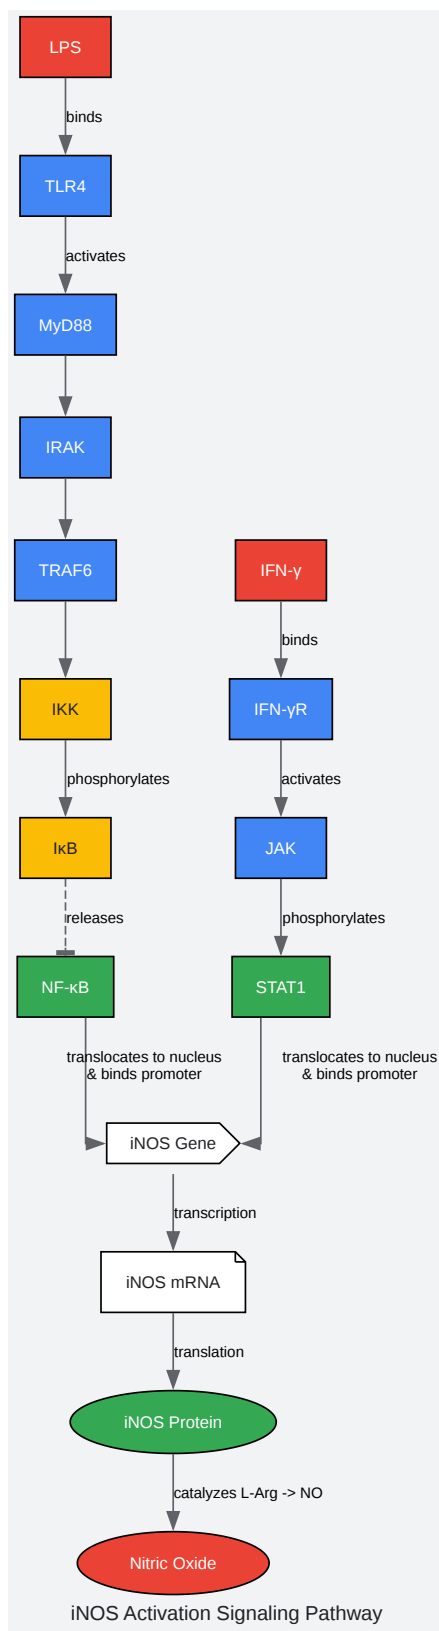 LPS
binds
TLR4
activates
MyD88
IRAK
TRAF6
IFN-γ
binds
IKK
IFN-γR
phosphorylates
activates
IκB
JAK
releases
phosphorylates
NF-κB
STAT1
translocates to nucleus
& binds promoter
translocates to nucleus
& binds promoter
iNOS Gene
transcription
iNOS mRNA
translation
iNOS Protein
catalyzes L-Arg -> NO
Nitric Oxide
iNOS Activation Signaling Pathway